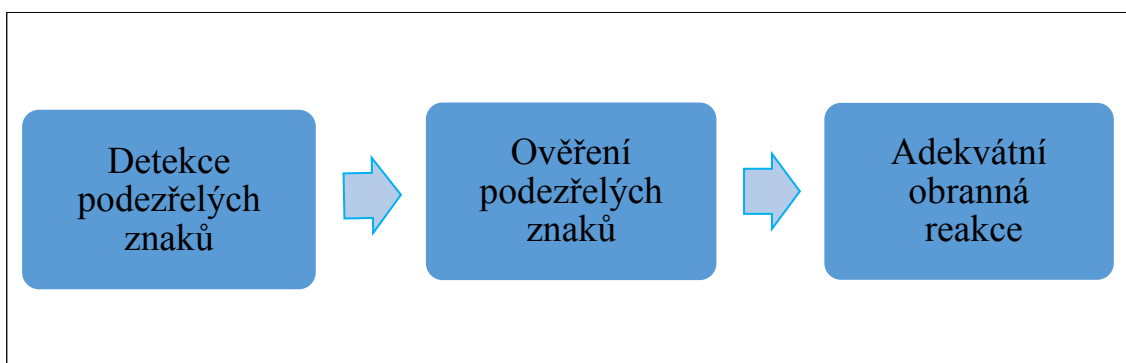 Detekce
podezřelých
znaků
Ověření
podezřelých
znaků
Adekvátní
obranná
reakce